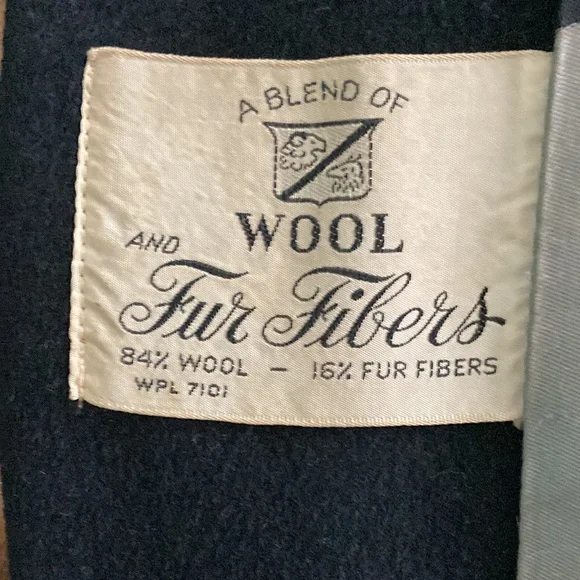 A BLEND OF
WOOL
AND
Fur Fibers
84% WOOL — 16% FUR FIBERS
WPL 7101